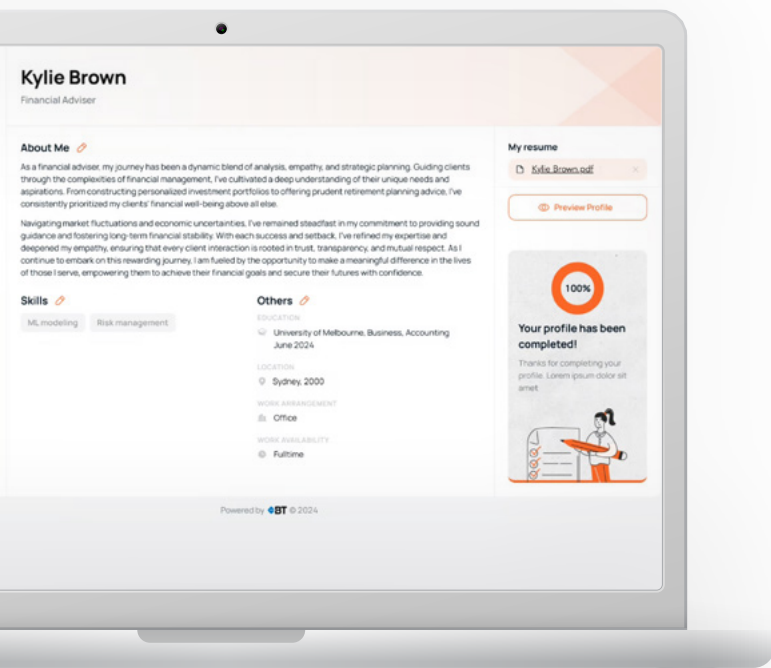 Kylie Brown
Financial Adviser
About Me
As a financial adviser, my journey has been a dynamic blend of analysis, empathy, and strategic planning. Guiding clients
through the complexities of financial management, I've cultivated a deep understanding of their unique needs and
aspirations. From constructing personalized investment portfolios to offering prudent retirement planning advice, I've
consistently prioritized my clients' financial well-being above all else.
Navigating market fluctuations and economic uncertainties, I've remained steadfast in my commitment to providing sound
guidance and fostering long-term financial stability. With each success and setback, I've refined my expertise and
deepened my empathy, ensuring that every client interaction is rooted in trust, transparency, and mutual respect. As I
continue to embark on this rewarding journey, I am fueled by the opportunity to make a meaningful difference in the lives
of those I serve, empowering them to achieve their financial goals and secure their futures with confidence.
Skills
ML modeling
Risk management
Others
EDUCATION
University of Melbourne, Business, Accounting
June 2024
LOCATION
Sydney, 2000
WORK ARRANGEMENT
Office
WORK AVAILABILITY
Fulltime
My resume
Kylie Brown.pdf
Preview Profile
100%
Your profile has been
completed!
Thanks for completing your
profile. Lorem ipsum dolor sit
amet
Powered by BT © 2024